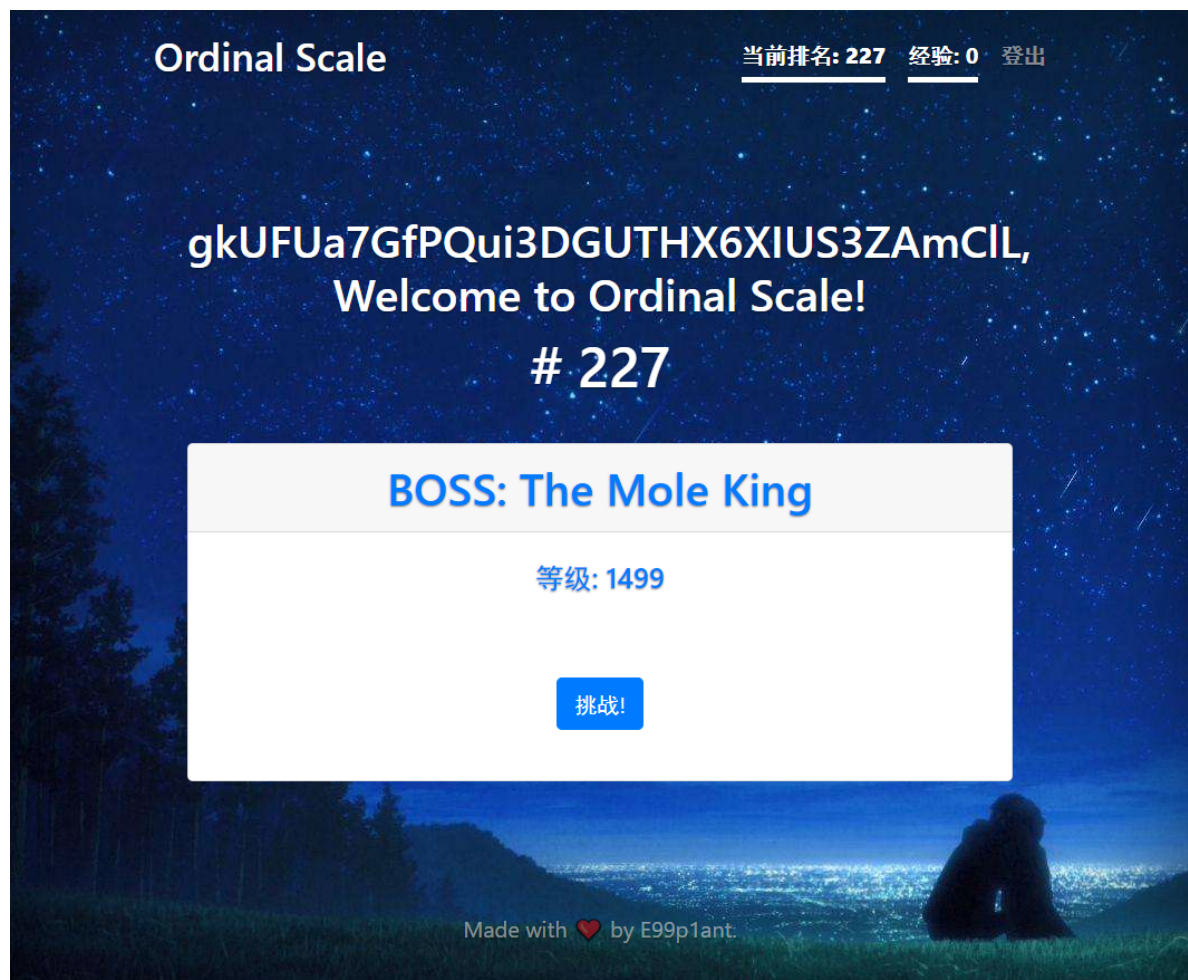 Ordinal Scale
当前排名: 227 经验: 0 登出
gkUFUa7GfPQui3DGUTHX6XIUS3ZAmClL,
Welcome to Ordinal Scale!
# 227
BOSS: The Mole King
等级: 1499
挑战!
Made with ❤ by E99p1ant.